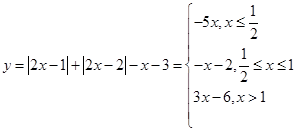 y = |2x-1| + |2x-2| - x - 3 = { -5x, x ≤ 1/2
-x-2, 1/2 ≤ x ≤ 1
3x-6, x > 1